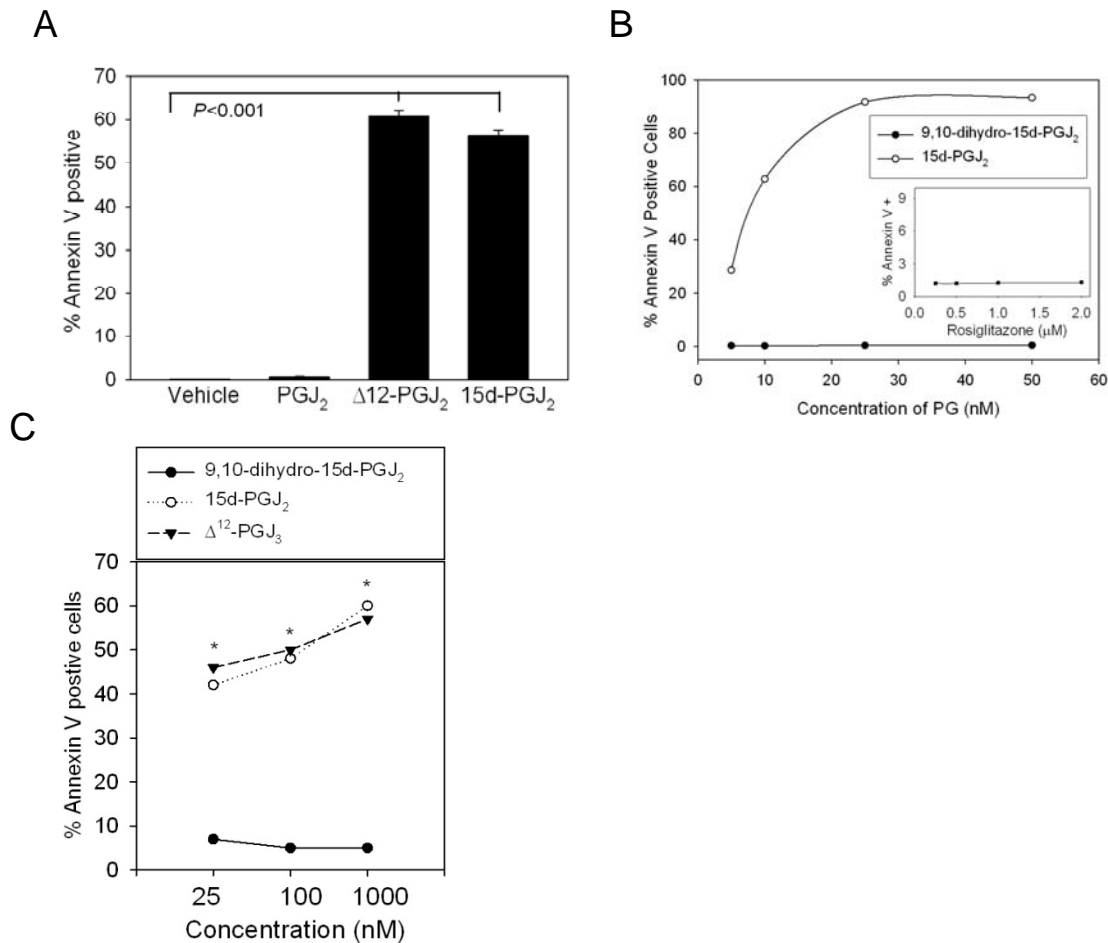 A
70
60
50
40
30
20
10
0
% Annexin V positive
P<0.001
Vehicle PGJ2 Δ12-PGJ2 15d-PGJ2
B
100
80
60
40
20
0
% Annexin V Positive Cells
9,10-dihydro-15d-PGJ2
15d-PGJ2
9
6
3
0
% Annexin V +
0.0 0.5 1.0 2.0
Rosiglitazone (μM)
0 10 20 30 40 50 60
Concentration of PG (nM)
C
9,10-dihydro-15d-PGJ2
15d-PGJ2
Δ12-PGJ3
70
60
50
40
30
20
10
0
% Annexin V postive cells
* * *
25 100 1000
Concentration (nM)